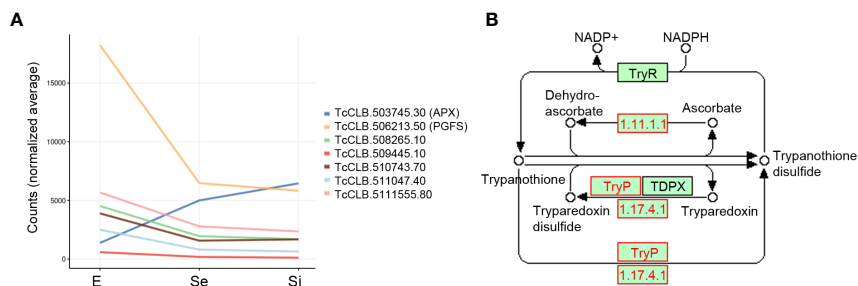 A
Counts (normalized average)
15000
10000
5000
0
E
Se
Si
TcCLB.503745.30 (APX)
TcCLB.506213.50 (PGFS)
TcCLB.508265.10
TcCLB.509445.10
TcCLB.510743.70
TcCLB.511047.40
TcCLB.5111555.80
B
NADP+
NADPH
TryR
Dehydro-
ascorbate
Ascorbate
1.11.1.1
Trypanothione
Trypanothione
disulfide
TryP
TDPX
1.17.4.1
Tryparedoxin
disulfide
Tryparedoxin
TryP
1.17.4.1